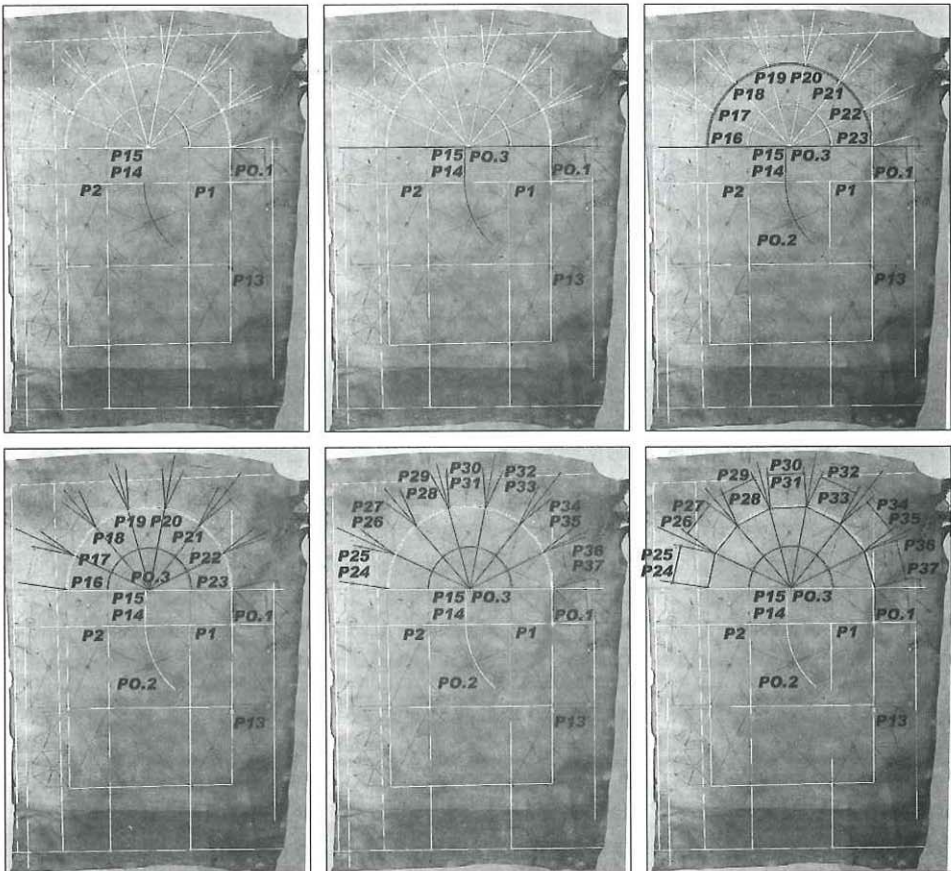 P15
P14
PO.1
P2 P1
P13
P15 PO.3
P14
PO.1
P2 P1
P13
P19 P20
P18 P21
P17 P22
P16 P23
P15 PO.3
P14
PO.1
P2 P1
PO.2
P13
P19 P20
P18 P21
P17 P22
P16 PO.3 P23
P15
P14
PO.1
P2 P1
PO.2
P13
P29 P30 P32
P28 P31 P33
P27 P34
P26 P35
P25 P36
P24 P37
P15 PO.3
P14
PO.1
P2 P1
PO.2
P13
P29 P30 P32
P28 P31 P33
P27 P34
P26 P35
P25 P36
P24 P37
P15 PO.3
P14
PO.1
P2 P1
PO.2
P13